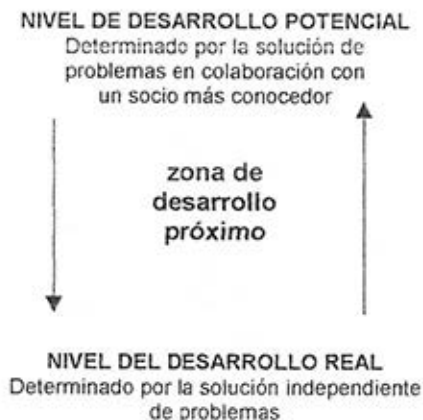 NIVEL DE DESARROLLO POTENCIAL
Determinado por la solución de
problemas en colaboración con
un socio más conocedor
zona de
desarrollo
próximo
NIVEL DEL DESARROLLO REAL
Determinado por la solución independiente
de problemas